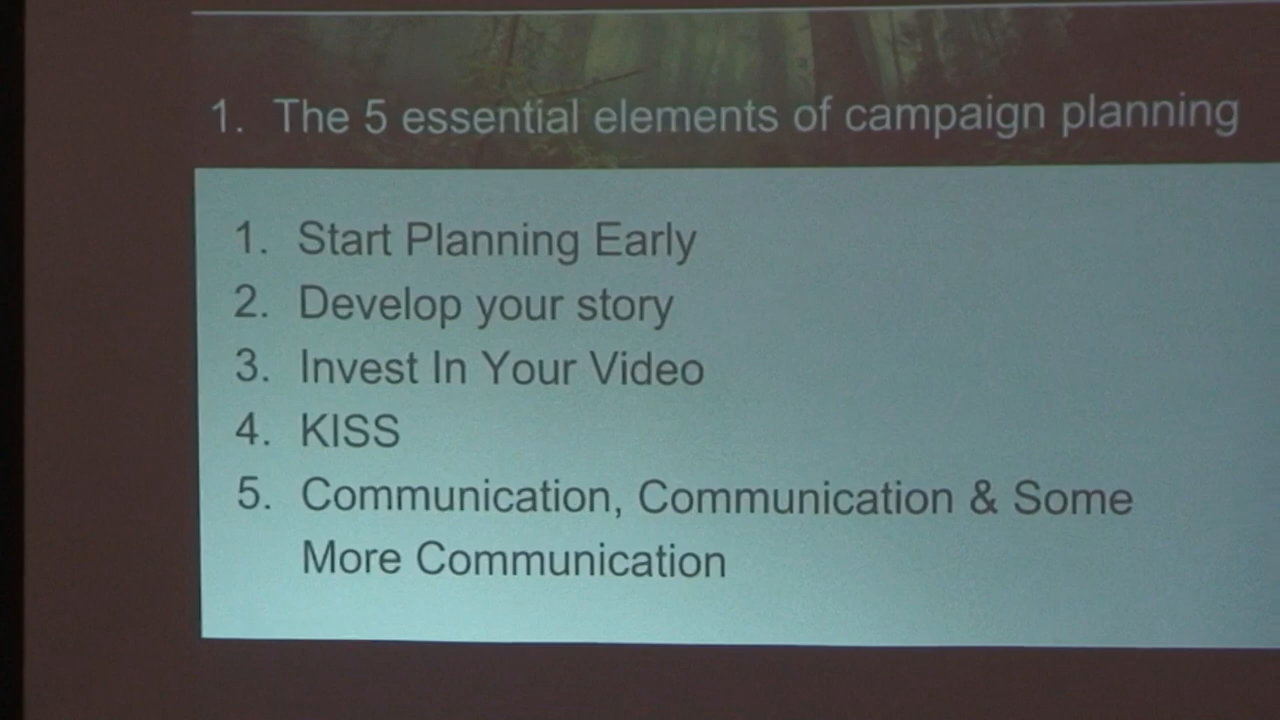 1. The 5 essential elements of campaign planning
1. Start Planning Early
2. Develop your story
3. Invest In Your Video
4. KISS
5. Communication, Communication & Some
More Communication